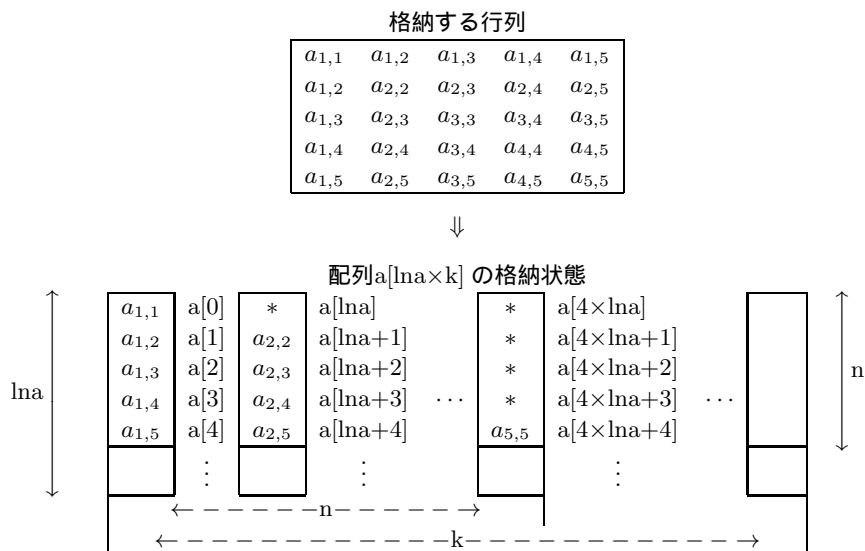 格納する行列
a1,1 a1,2 a1,3 a1,4 a1,5
a1,2 a2,2 a2,3 a2,4 a2,5
a1,3 a2,3 a3,3 a3,4 a3,5
a1,4 a2,4 a3,4 a4,4 a4,5
a1,5 a2,5 a3,5 a4,5 a5,5
⇓
配列a[lna×k] の格納状態
a1,1 a[0] * a[lna] * a[4×lna]
a1,2 a[1] a2,2 a[lna+1] * a[4×lna+1]
a1,3 a[2] a2,3 a[lna+2] * a[4×lna+2] n
lna a1,4 a[3] a2,4 a[lna+3] ⋯ * a[4×lna+3] ⋯
a1,5 a[4] a2,5 a[lna+4] a5,5 a[4×lna+4]
⋮ ⋮ ⋮
n
k